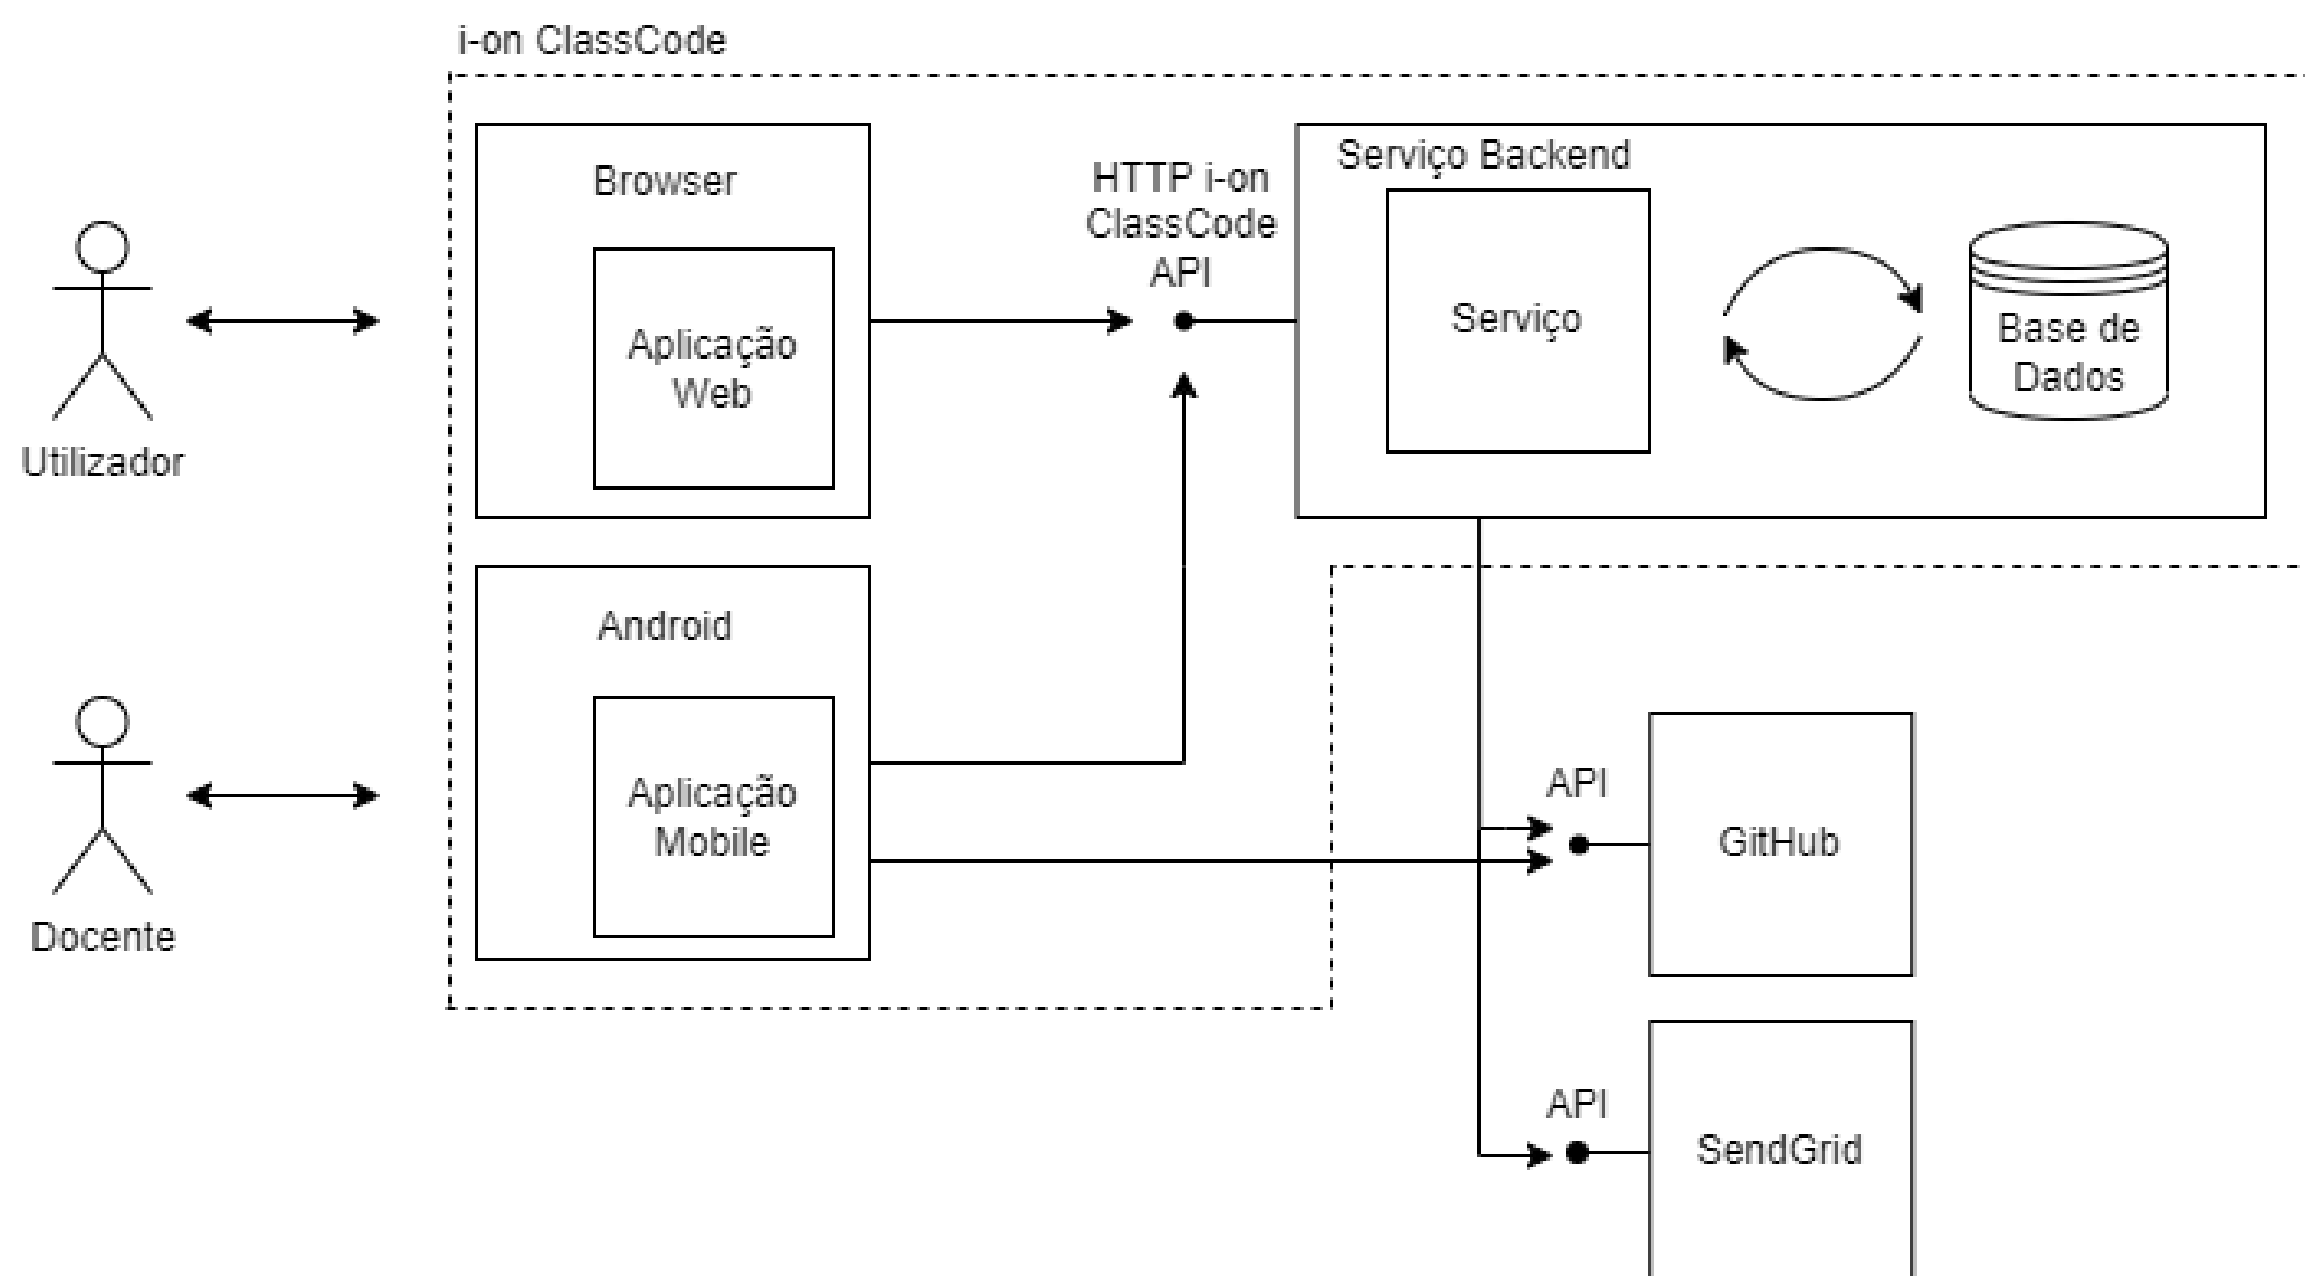 i-on ClassCode
Browser
Aplicação
Web
HTTP i-on
ClassCode
API
Serviço Backend
Serviço
Base de
Dados
Utilizador
Android
Aplicação
Mobile
Docente
API
GitHub
API
SendGrid